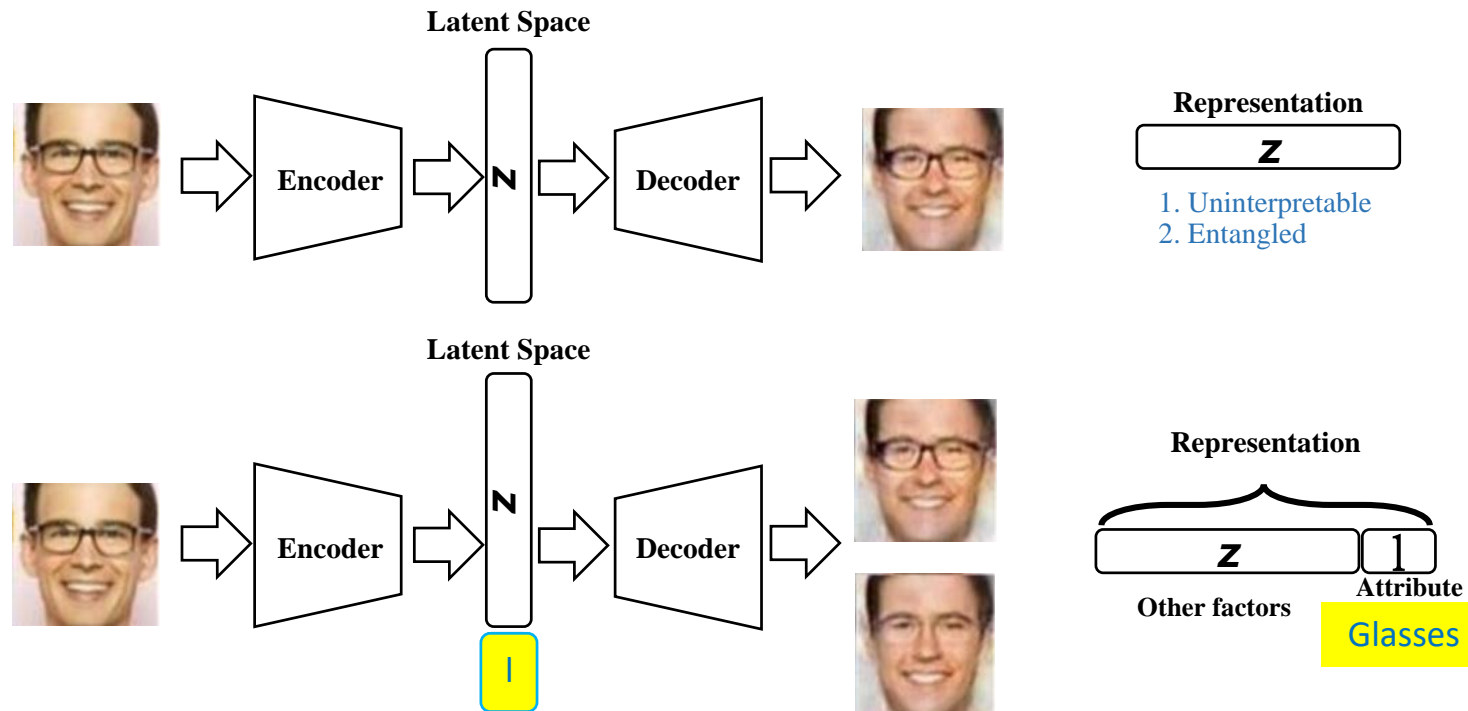 Latent Space
Encoder
z
Decoder
Representation
z
1. Uninterpretable
2. Entangled
Latent Space
Encoder
z
Decoder
l
Representation
z
1
Other factors
Attribute
Glasses